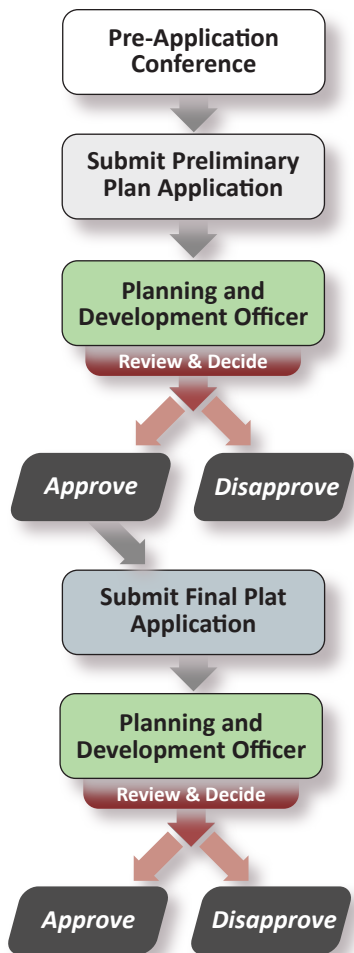 Pre-Application
Conference
Submit Preliminary
Plan Application
Planning and
Development Officer
Review & Decide
Approve
Disapprove
Submit Final Plat
Application
Planning and
Development Officer
Review & Decide
Approve
Disapprove